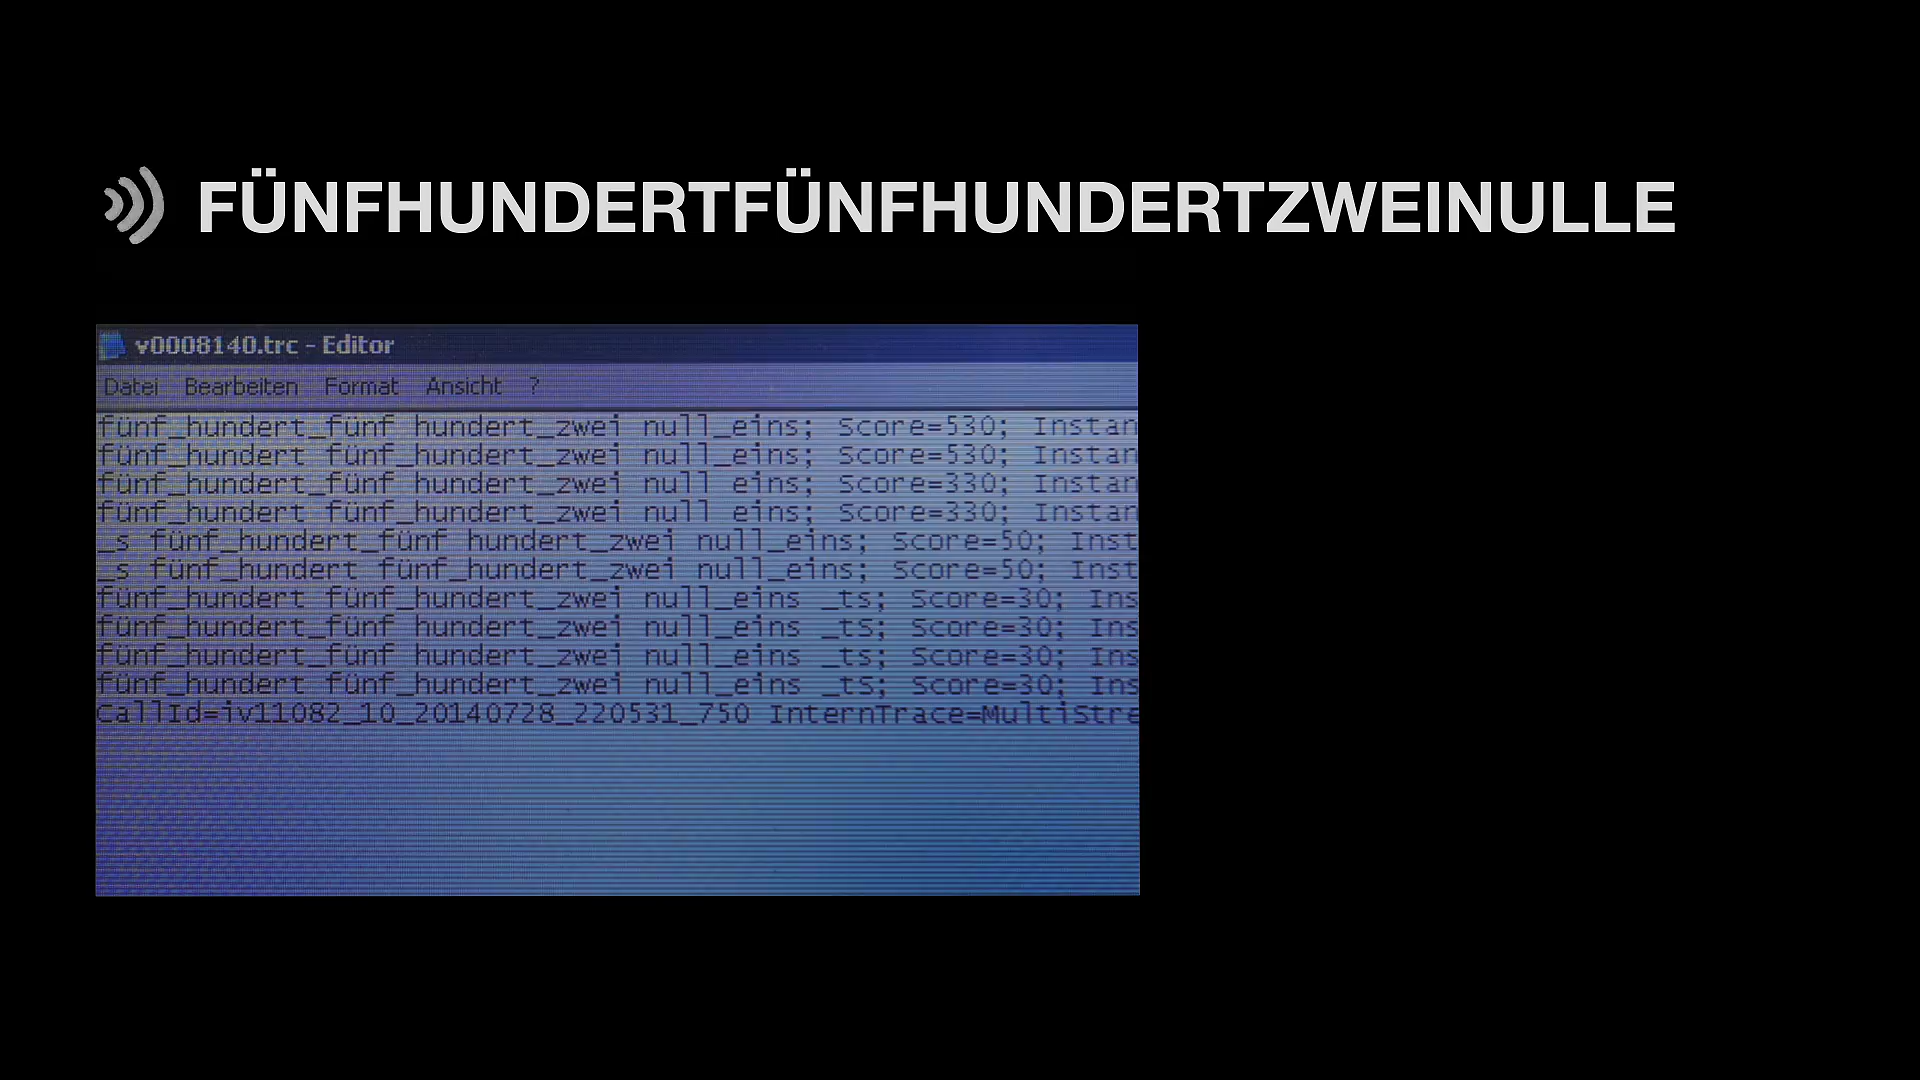 FÜNFHUNDERTFÜNFHUNDERTZWEINULLE
v0008140.trc - Editor
Datei Bearbeiten Format Ansicht ?
fünf_hundert_fünf hundert_zwei null_eins; Score=530; Instan
fünf_hundert fünf_hundert_zwei null_eins; Score=530; Instan
fünf_hundert_fünf hundert_zwei null eins; Score=330; Instan
fünf_hundert fünf_hundert_zwei null eins; Score=330; Instan
_s fünf_hundert_fünf hundert_zwei null_eins; Score=50; Inst
_s fünf_hundert fünf_hundert_zwei null_eins; Score=50; Inst
fünf_hundert fünf_hundert_zwei null_eins _ts; Score=30; Ins
fünf_hundert_fünf hundert_zwei null_eins _tS; Score=30; Ins
fünf_hundert_fünf hundert_zwei null_eins _ts; Score=30; Ins
fünf_hundert fünf_hundert_zwei null_eins _tS; Score=30; Ins
CallId=iv11082_10_20140728_220531_750 InternTrace=MultiStre